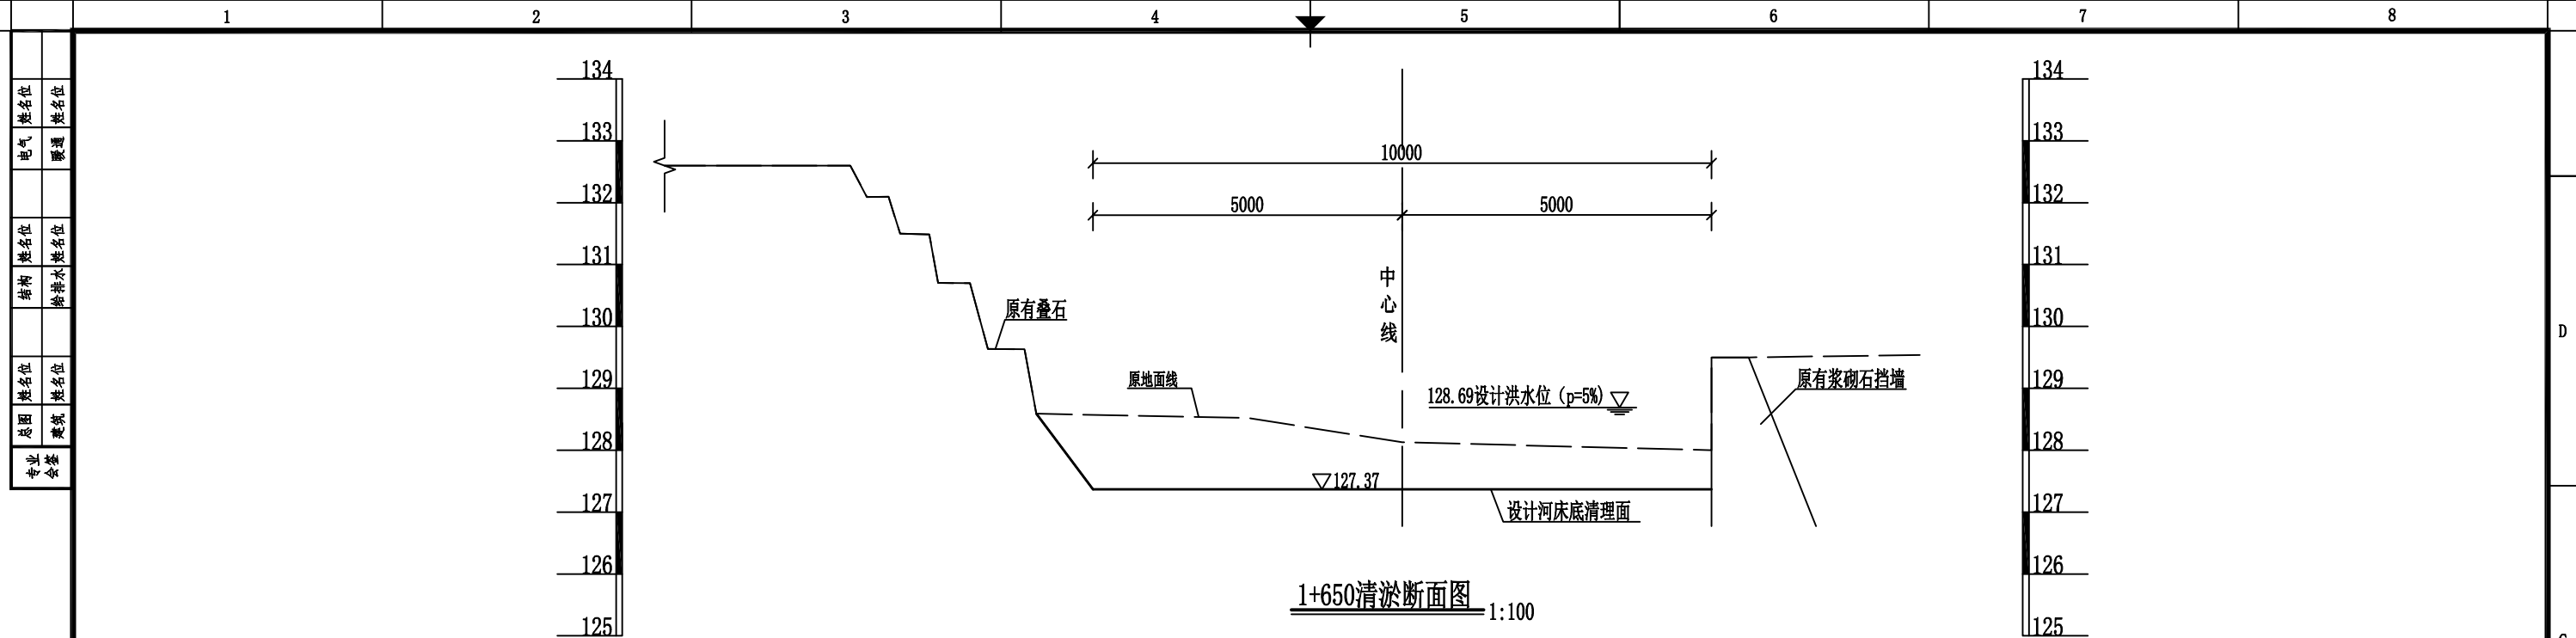 1 2 3 4 5 6 7 8
134
133
132
131
130
129
128
127
126
125
10000
5000 5000
中心线
原有叠石
原地面线
128.69设计洪水位（p=5%）
原有浆砌石挡墙
127.37
设计河床底清理面
1+650清淤断面图 1:100
134
133
132
131
130
129
128
127
126
125
D
电气 姓名位
暖通 姓名位
结构 姓名位
给排水 姓名位
总图 姓名位
建筑 姓名位
专业
会签